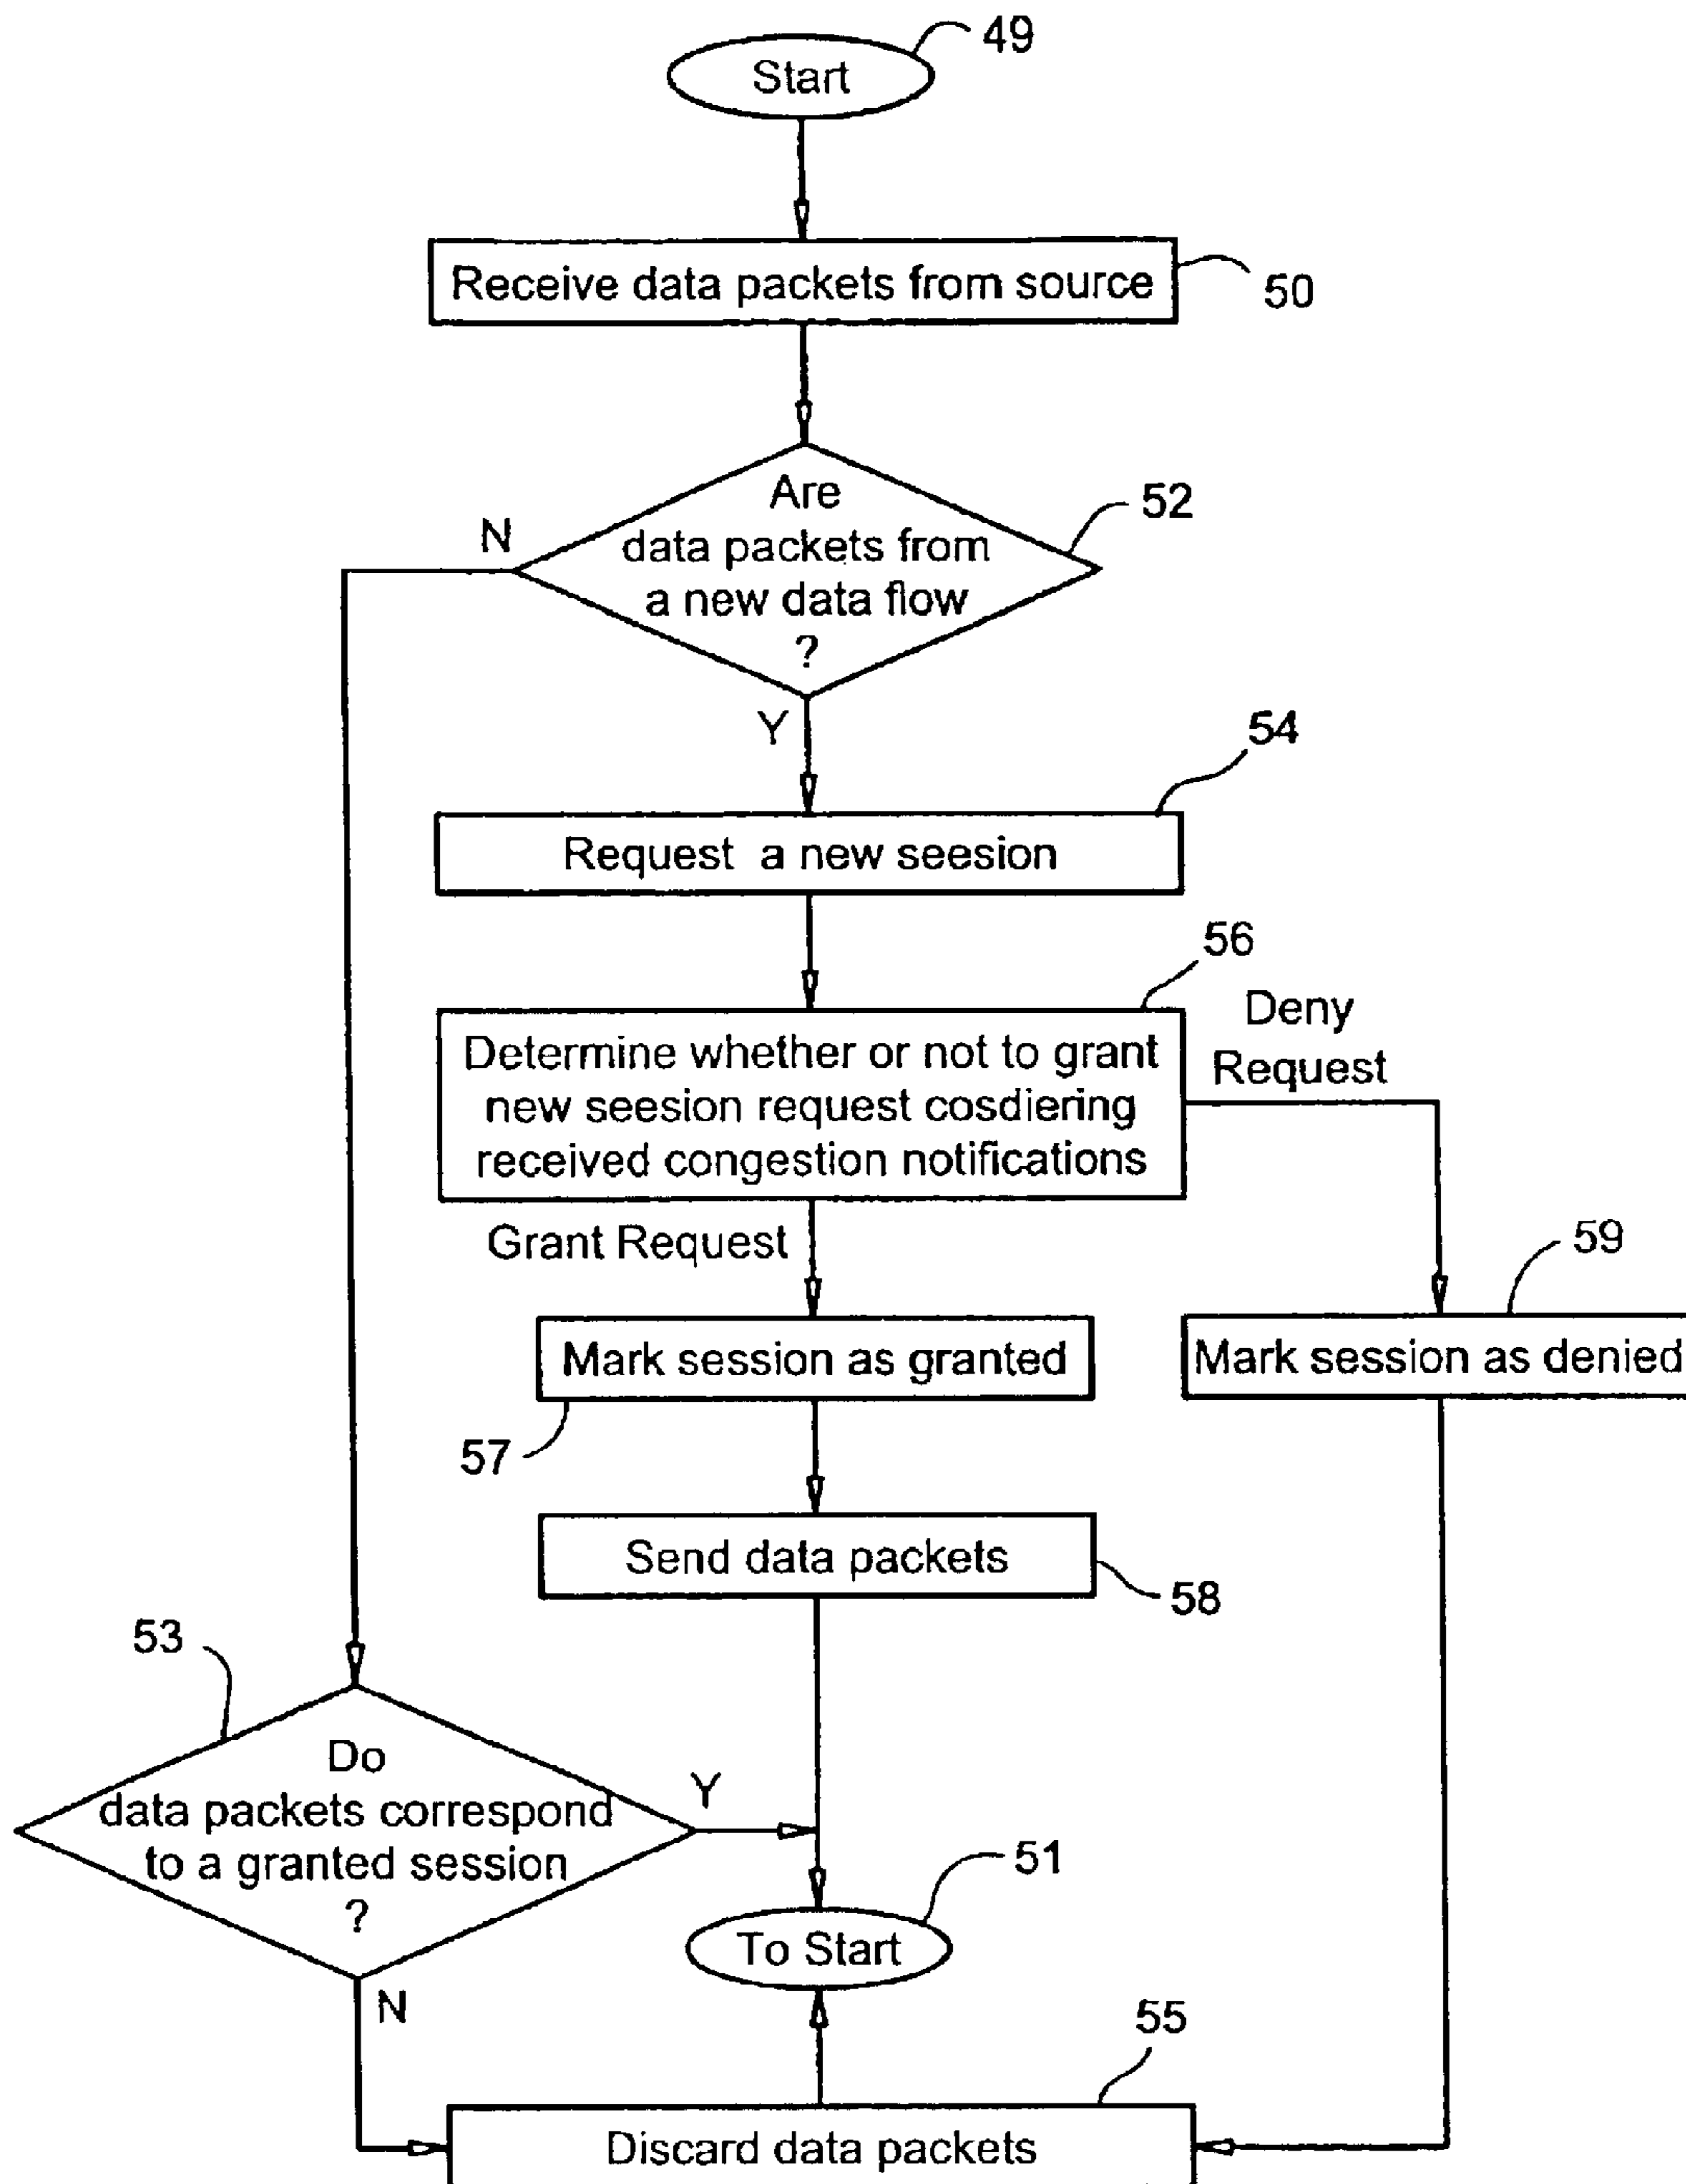 Start
49
Receive data packets from source
50
Are
data packets from
a new data flow
?
52
N
Y
54
Request a new seesion
56
Determine whether or not to grant
new seesion request cosdiering
received congestion notifications
Deny
Request
Grant Request
59
Mark session as granted
Mark session as denied
57
Send data packets
58
53
Do
data packets correspond
to a granted session
?
Y
51
To Start
N
55
Discard data packets